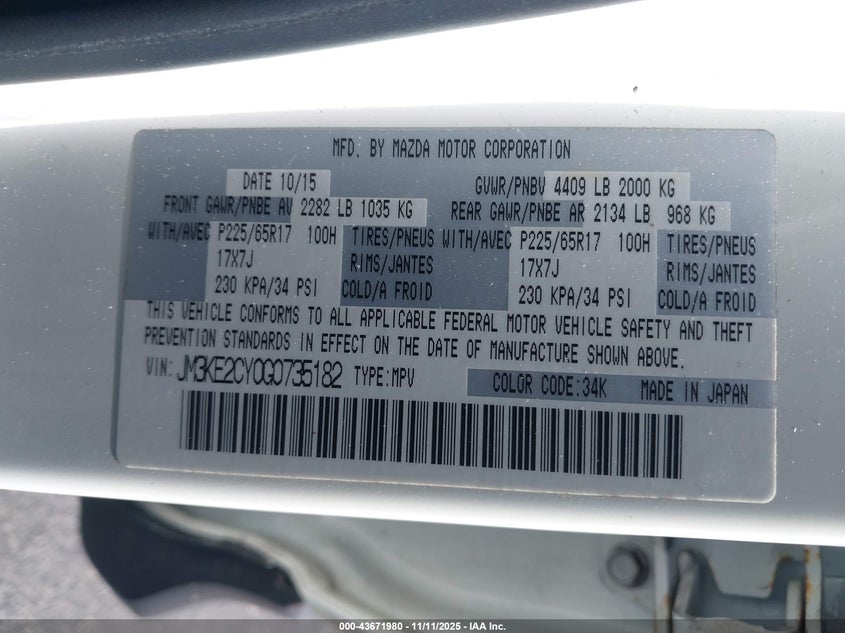 MFD. BY MAZDA MOTOR CORPORATION
DATE 10/15 GVWR/PNBV 4409 LB 2000 KG
FRONT GAWR/PNBE AV 2282 LB 1035 KG REAR GAWR/PNBE AR 2134 LB 968 KG
WITH/AVEC P225/65R17 100H TIRES/PNEUS WITH/AVEC P225/65R17 100H TIRES/PNEUS
17X7J RIMS/JANTES 17X7J RIMS/JANTES
230 KPA/34 PSI COLD/A FROID 230 KPA/34 PSI COLD/A FROID
THIS VEHICLE CONFORMS TO ALL APPLICABLE FEDERAL MOTOR VEHICLE SAFETY AND THEFT
PREVENTION STANDARDS IN EFFECT ON THE DATE OF MANUFACTURE SHOWN ABOVE.
VIN: JM3KE2CY0G0735182 TYPE:MPV COLOR CODE:34K MADE IN JAPAN
000-43671980 - 11/11/2025 - IAA Inc.